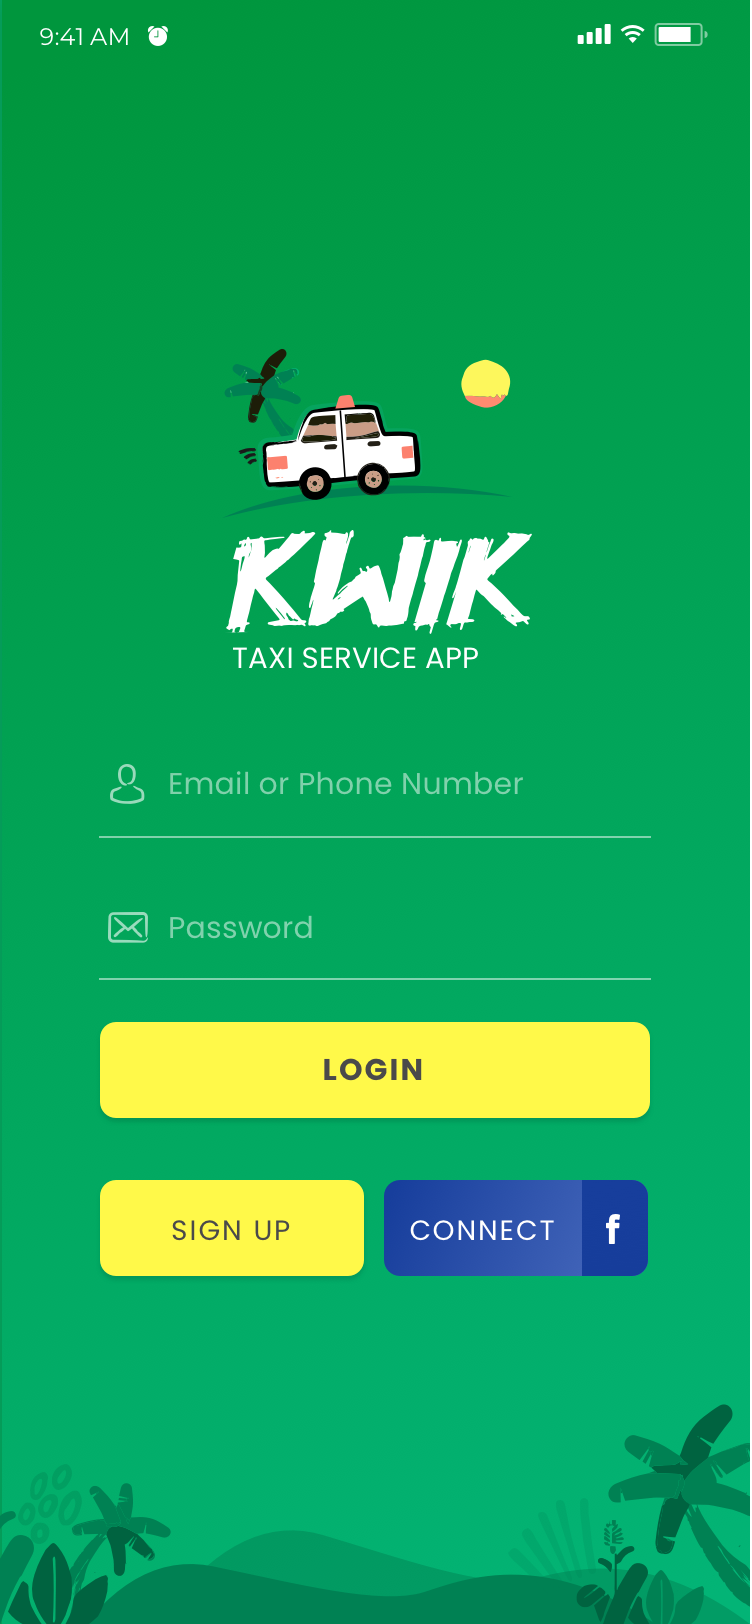 9:41 AM
KWIK
TAXI SERVICE APP
Email or Phone Number
Password
LOGIN
SIGN UP
CONNECT f